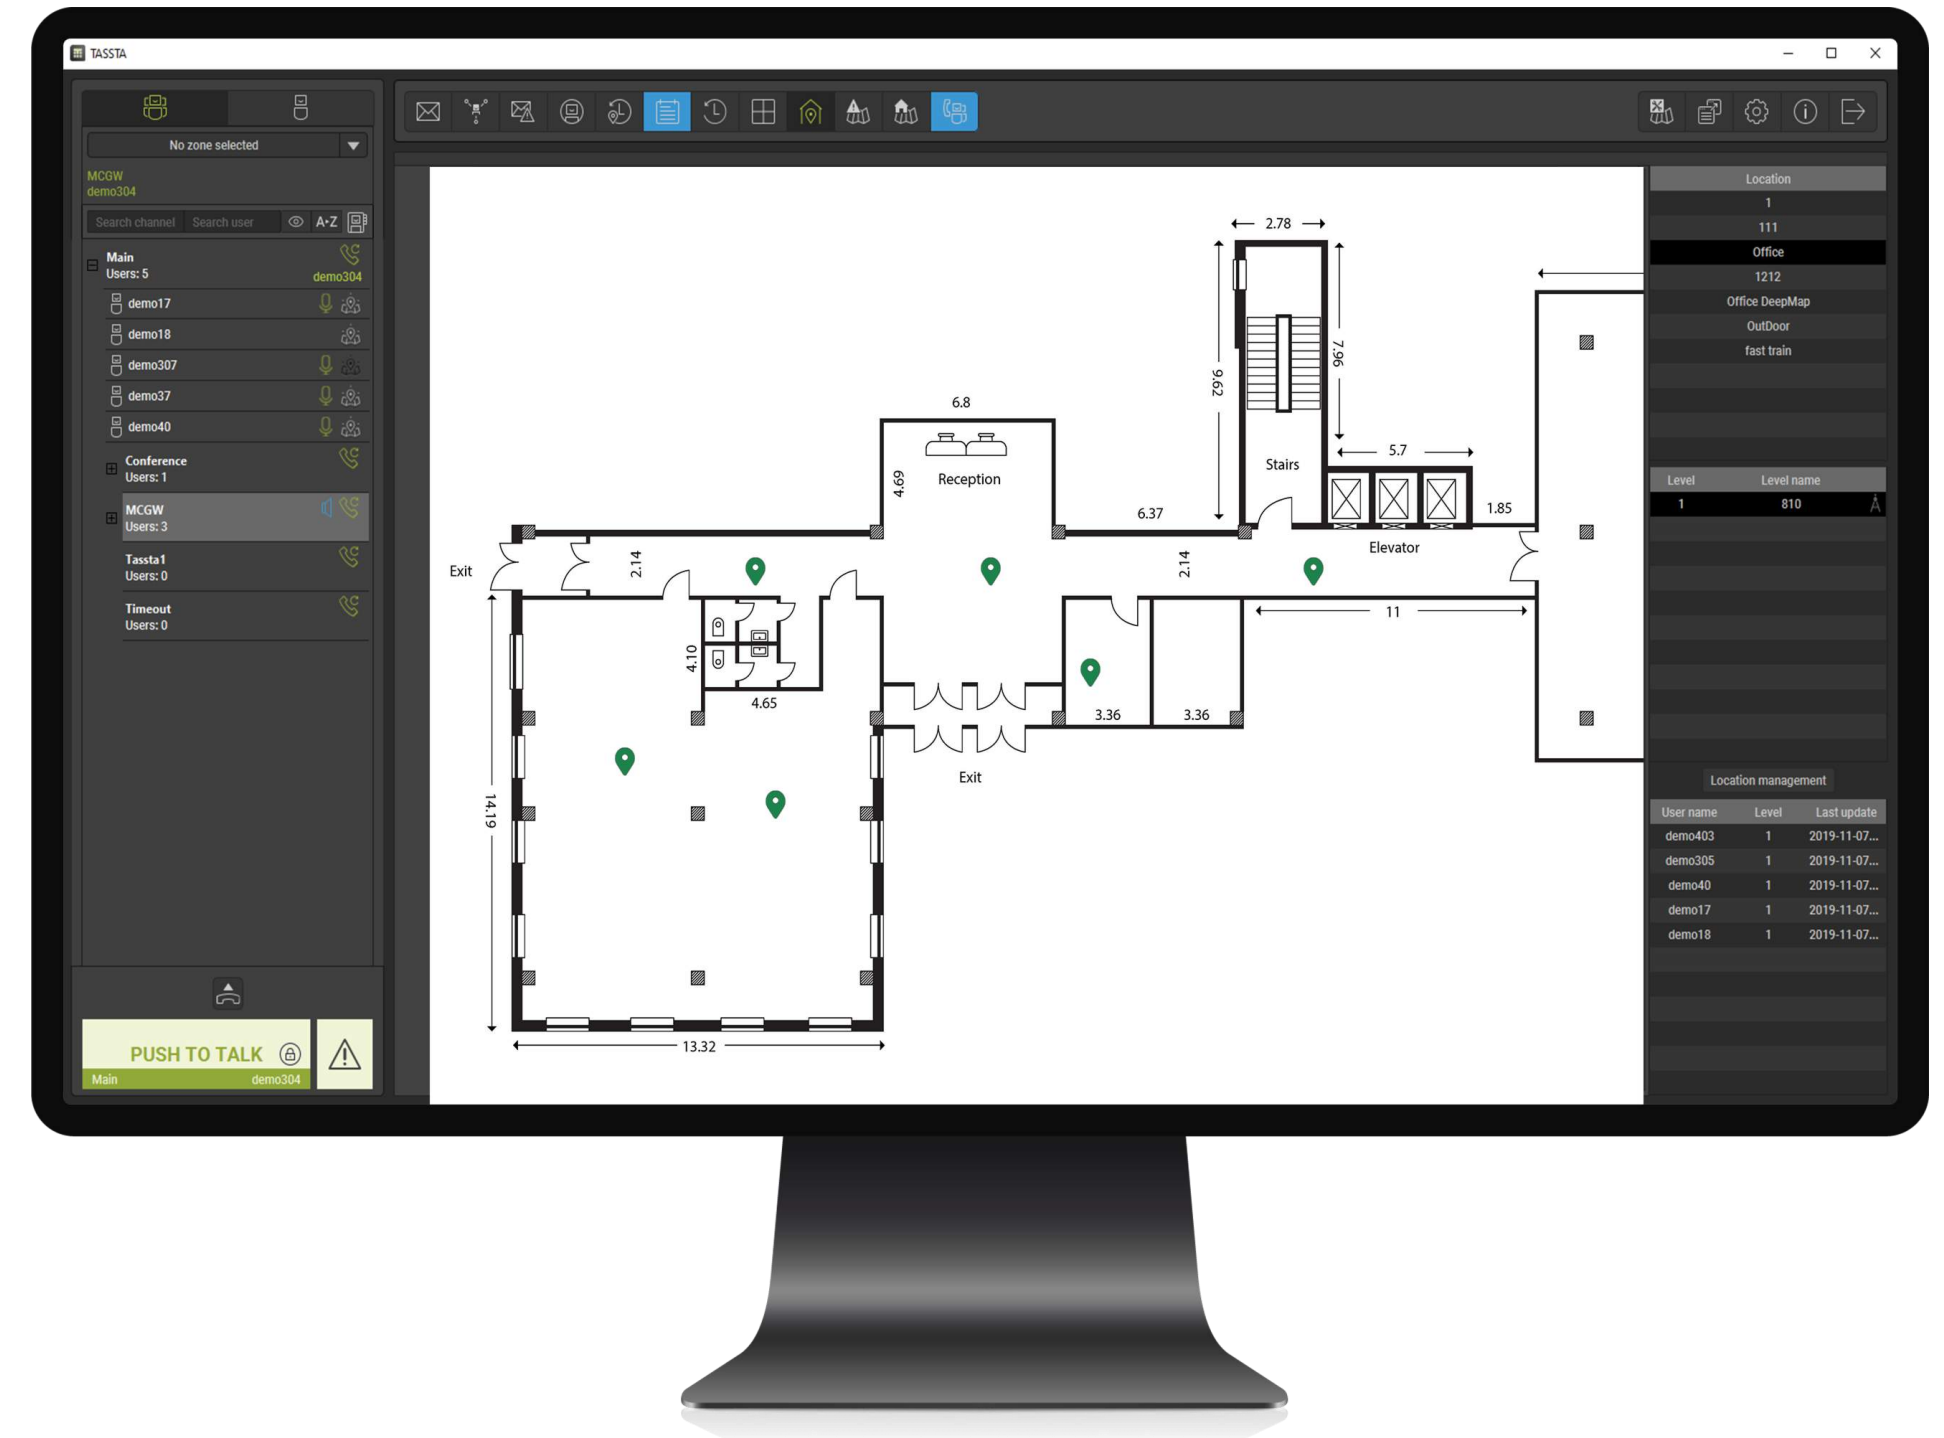 TASSTA
No zone selected
MCGW
demo304
Search channel Search user A‣Z
Main
Users: 5 demo304
demo17
demo18
demo307
demo37
demo40
Conference
Users: 1
MCGW
Users: 3
Tassta1
Users: 0
Timeout
Users: 0
PUSH TO TALK
Main demo304
2.78
9.62
7.96
6.8
5.7
Stairs
4.69
Reception
6.37
1.85
Elevator
Exit
2.14
2.14
11
4.10
4.65
3.36
3.36
Exit
14.19
13.32
Location
1
111
Office
1212
Office DeepMap
OutDoor
fast train
Level Level name
1 810
Location management
User name Level Last update
demo403 1 2019-11-07...
demo305 1 2019-11-07...
demo40 1 2019-11-07...
demo17 1 2019-11-07...
demo18 1 2019-11-07...